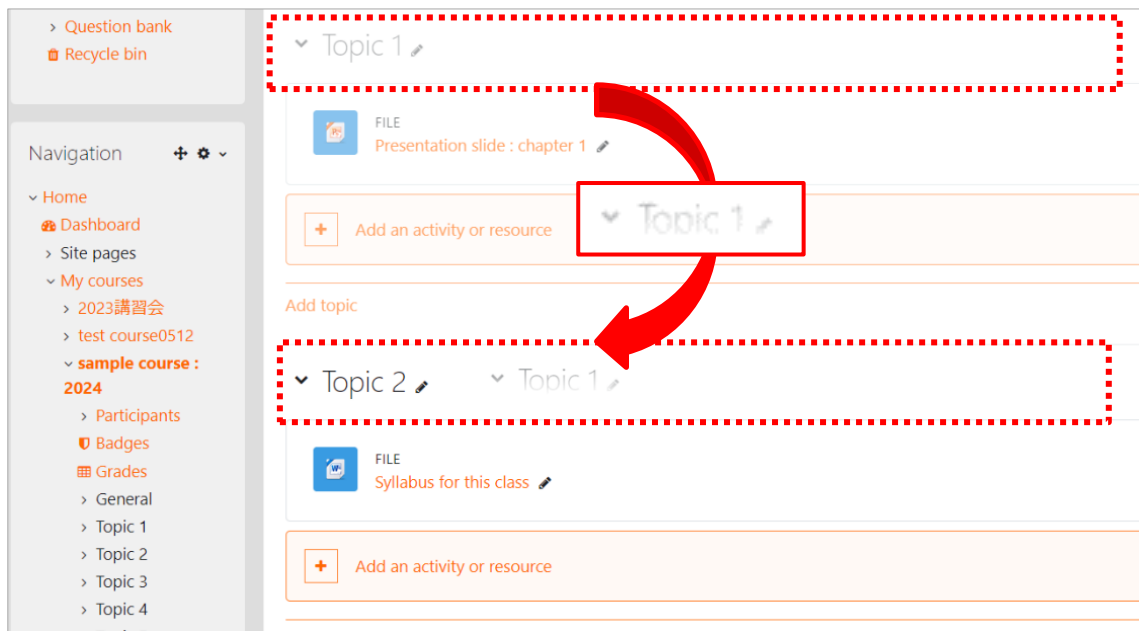 Question bank
Recycle bin
Navigation
Home
Dashboard
Site pages
My courses
2023講習会
test course0512
sample course :
2024
Participants
Badges
Grades
General
Topic 1
Topic 2
Topic 3
Topic 4
Topic 1
FILE
Presentation slide : chapter 1
Topic 1
Add an activity or resource
Add topic
Topic 2 Topic 1
FILE
Syllabus for this class
Add an activity or resource